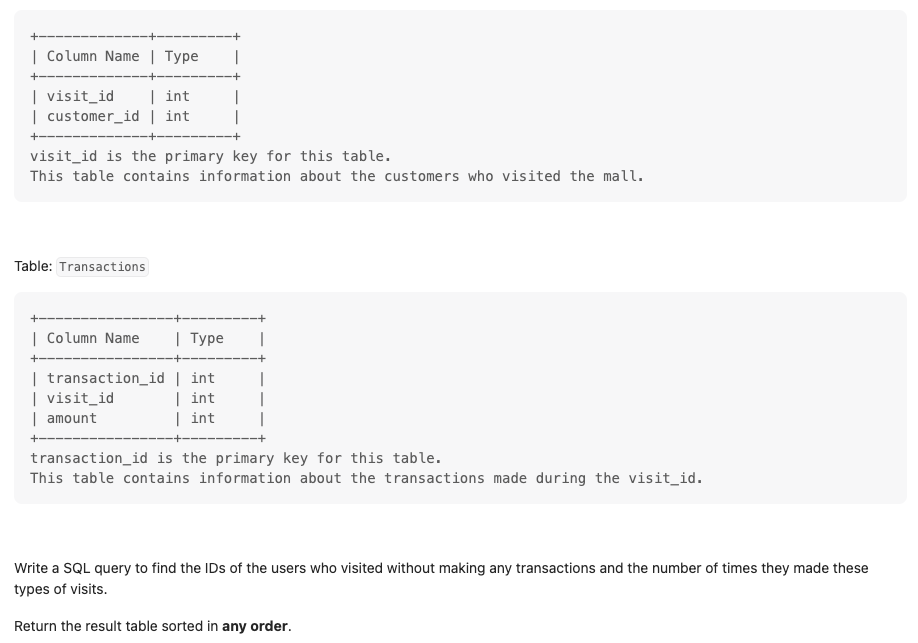 +-------------+---------+
| Column Name | Type    |
+-------------+---------+
| visit_id    | int     |
| customer_id | int     |
+-------------+---------+
visit_id is the primary key for this table.
This table contains information about the customers who visited the mall.
Table: Transactions
+----------------+---------+
| Column Name    | Type    |
+----------------+---------+
| transaction_id | int     |
| visit_id       | int     |
| amount         | int     |
+----------------+---------+
transaction_id is the primary key for this table.
This table contains information about the transactions made during the visit_id.
Write a SQL query to find the IDs of the users who visited without making any transactions and the number of times they made these
types of visits.
Return the result table sorted in any order.